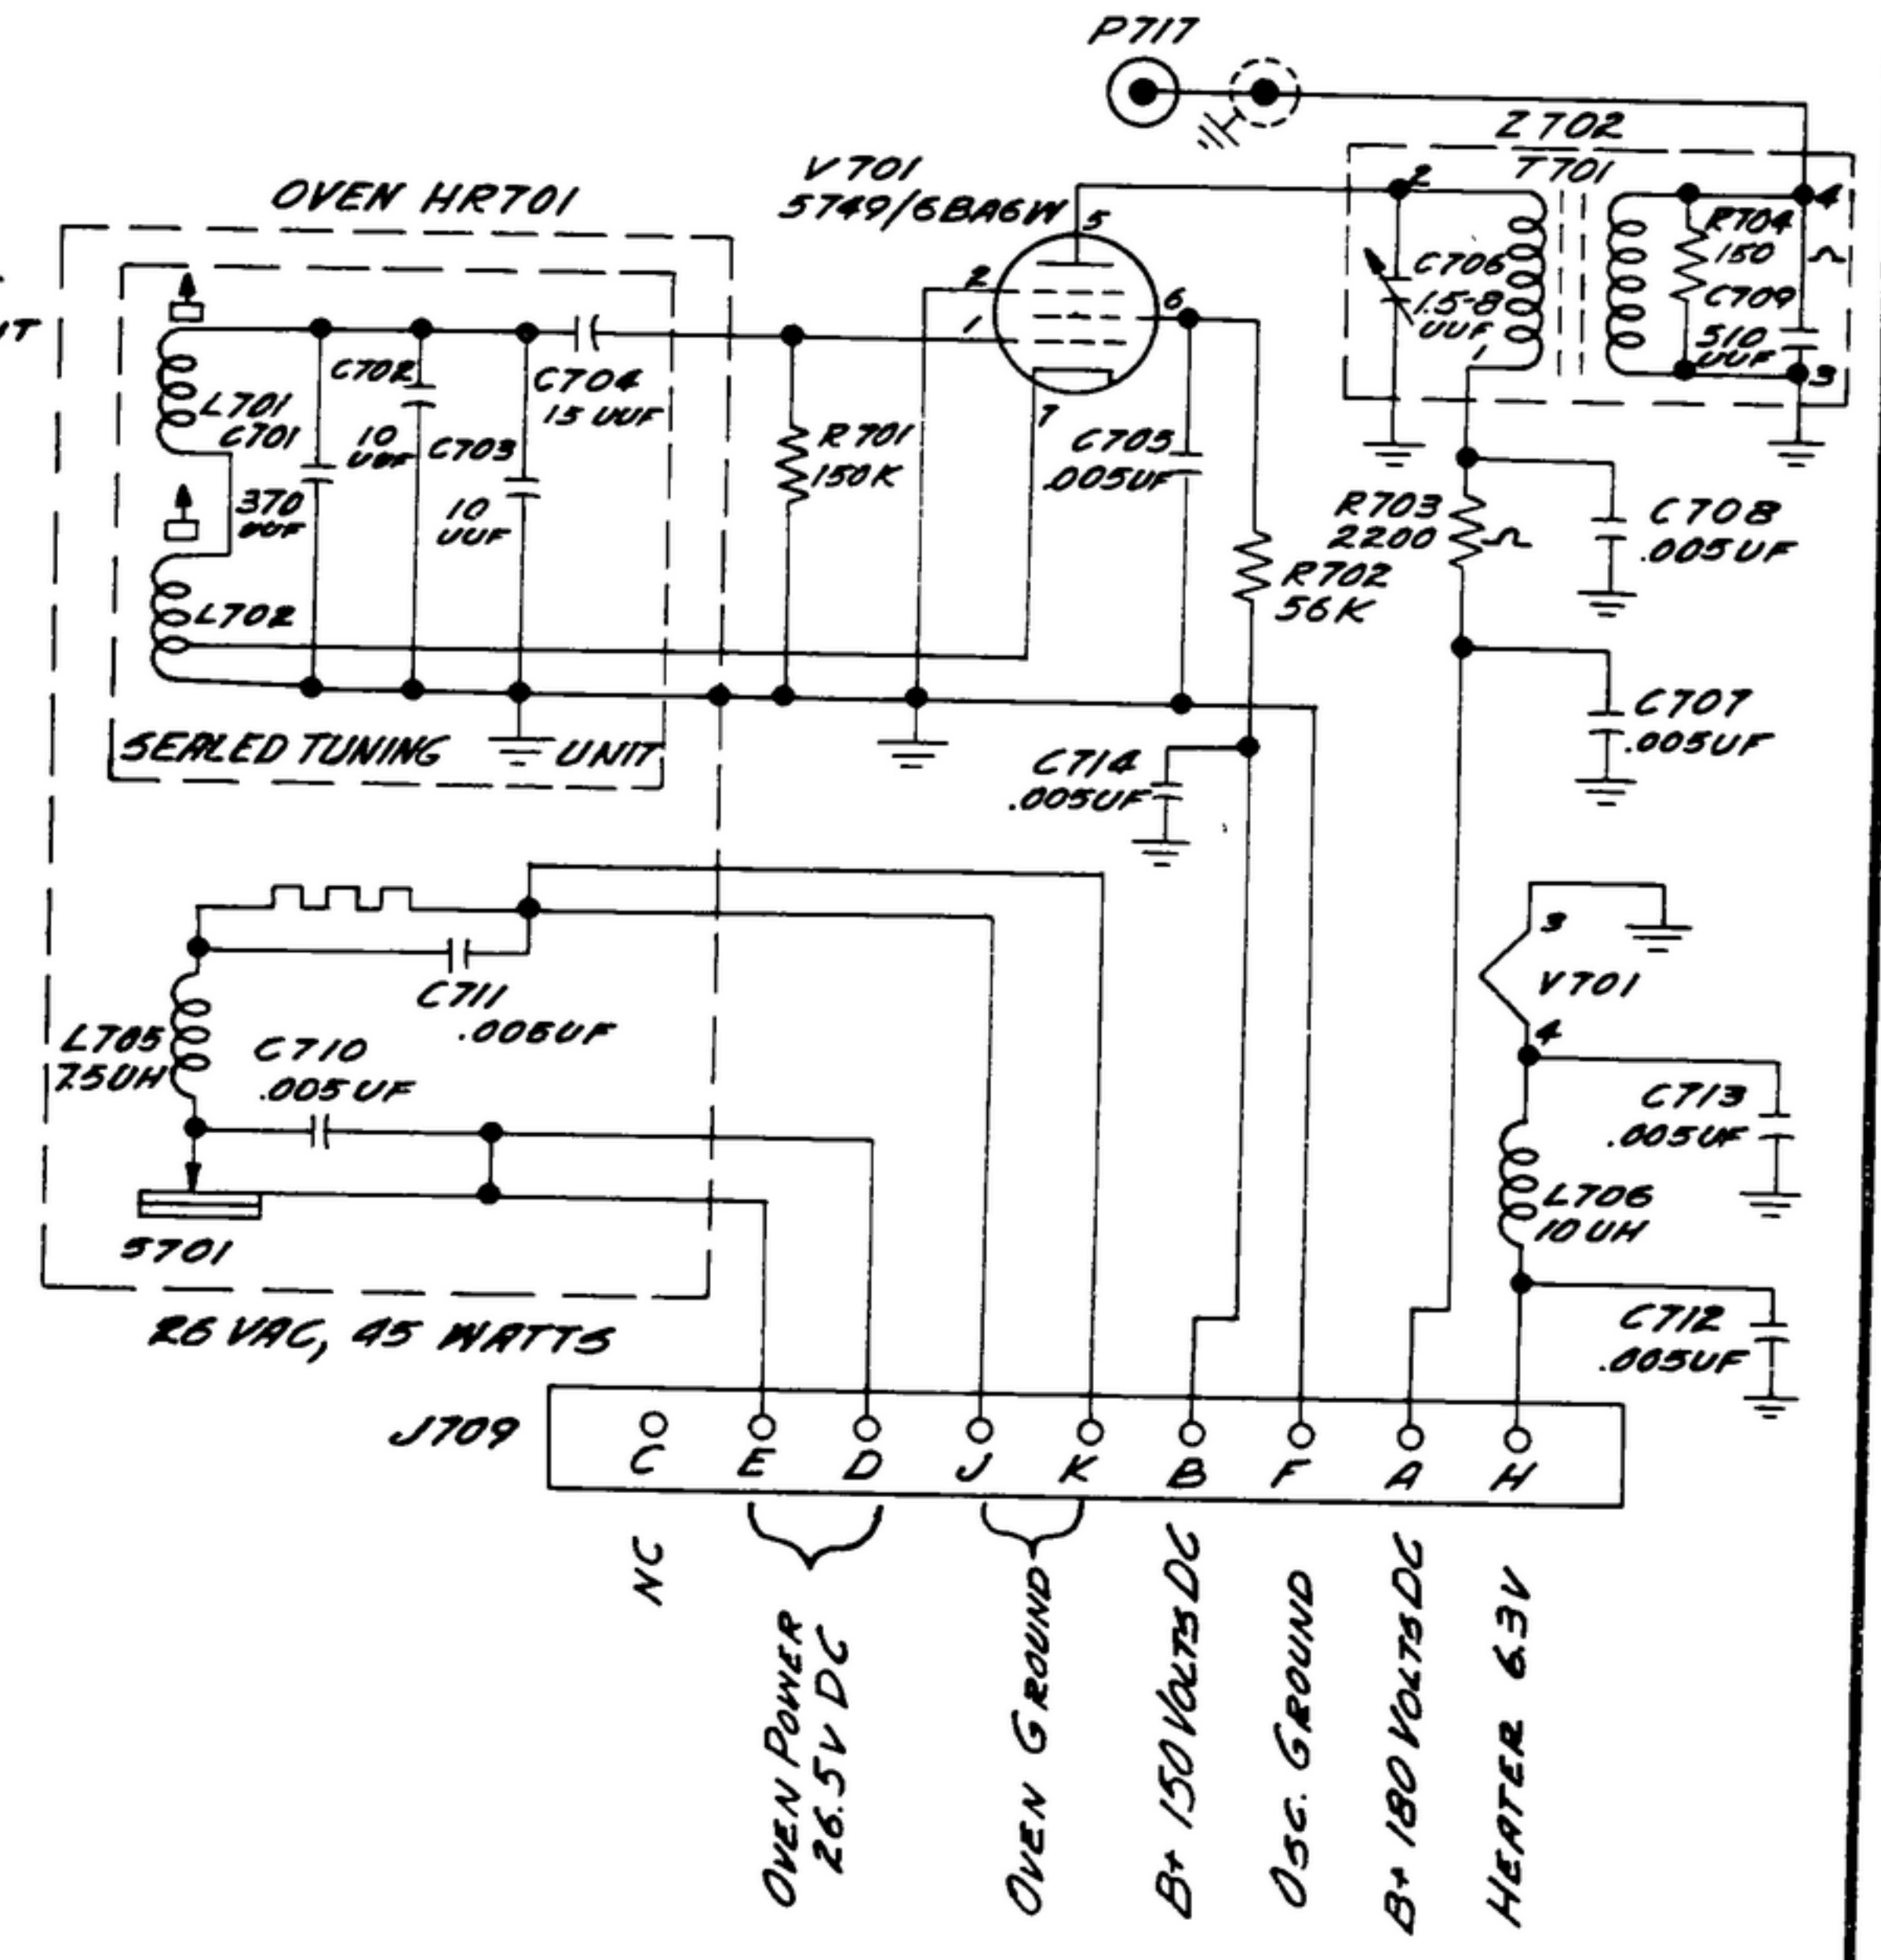 P717
Z 702
T701
V 701
5749/6BA6W
OVEN HR701
5
2
1
6
7
2
1
4
3
R704
150
C709
510
UUF
C706
1.5-8
UUF
L701
C701
370
UUF
C702
10
UUF
C703
10
UUF
C704
15 UUF
R 701
150K
C705
.005UF
R703
2200
C708
.005UF
R702
56K
L702
SEALED TUNING UNIT
C707
.005UF
C714
.005UF
3
V701
4
C711
.005UF
L705
7.5UH
C710
.005 UF
C713
.005UF
L706
10 UH
S701
26 VAC, 45 WATTS
C712
.005UF
J709
C E D J K B F A H
NC
OVEN POWER
26.5V DC
OVEN GROUND
B+ 150 VOLTS DC
OSC. GROUND
B+ 180 VOLTS DC
HEATER 6.3V